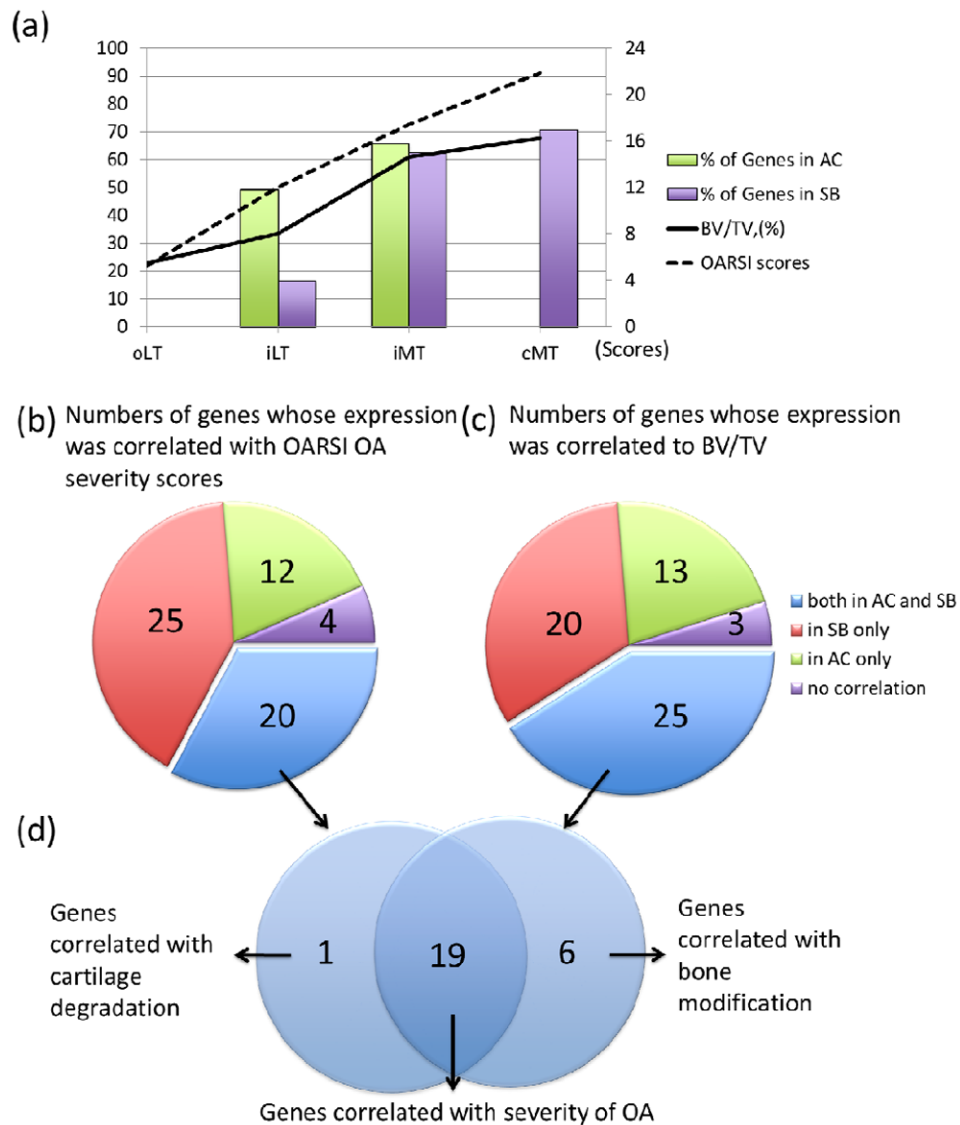 (a)
100
90
80
70
60
50
40
30
20
10
0
24
20
16
12
8
4
0
oLT
iLT
iMT
cMT
(Scores)
% of Genes in AC
% of Genes in SB
BV/TV,(%)
OARSI scores
(b)
Numbers of genes whose expression
was correlated with OARSI OA
severity scores
25
12
4
20
(c)
Numbers of genes whose expression
was correlated to BV/TV
20
13
3
25
both in AC and SB
in SB only
in AC only
no correlation
(d)
Genes
correlated with
cartilage
degradation
1
19
6
Genes
correlated with
bone
modification
Genes correlated with severity of OA